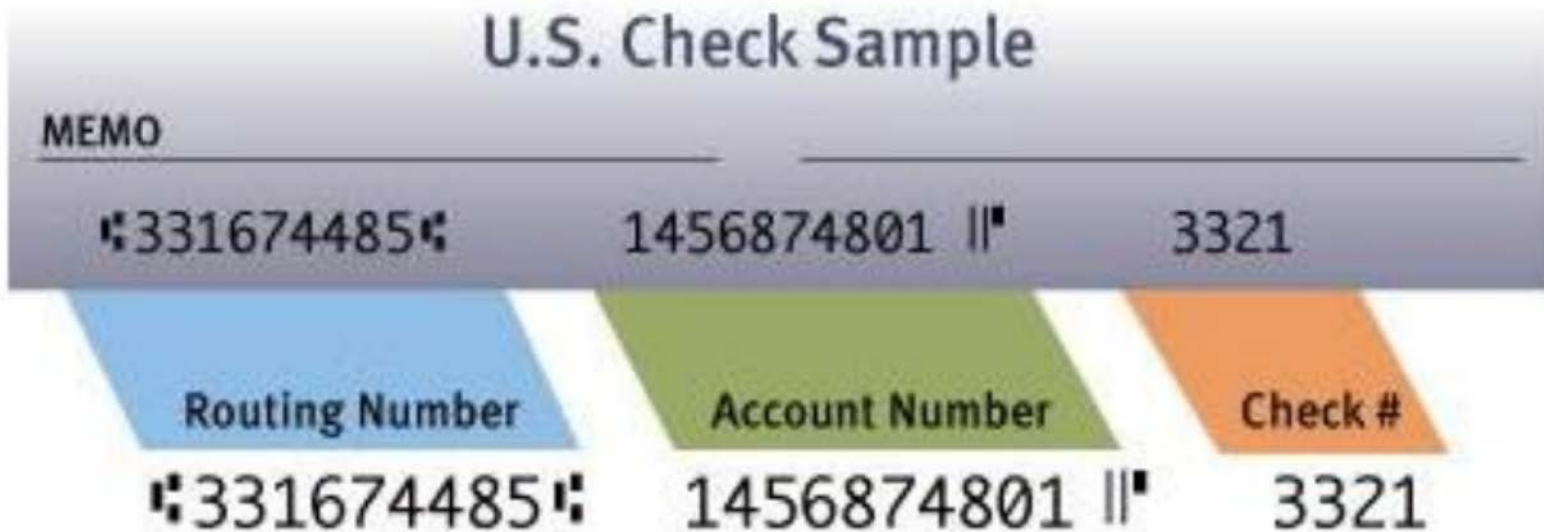 U.S. Check Sample
MEMO
⑆331674485⑆ 1456874801 ⑈ 3321
Routing Number Account Number Check #
⑆331674485⑆ 1456874801 ⑈ 3321